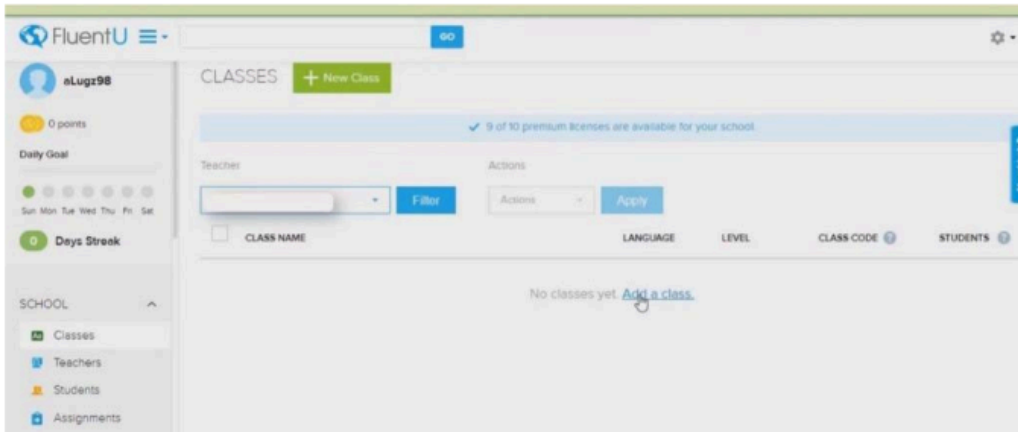 FluentU
GO
aLugz98
0 points
Daily Goal
Sun Mon Tue Wed Thu Fri Sat
0 Days Streak
SCHOOL
Classes
Teachers
Students
Assignments
CLASSES
+ New Class
9 of 10 premium licenses are available for your school.
Teacher
Actions
Filter
Actions
Apply
CLASS NAME
LANGUAGE
LEVEL
CLASS CODE
STUDENTS
No classes yet. Add a class.